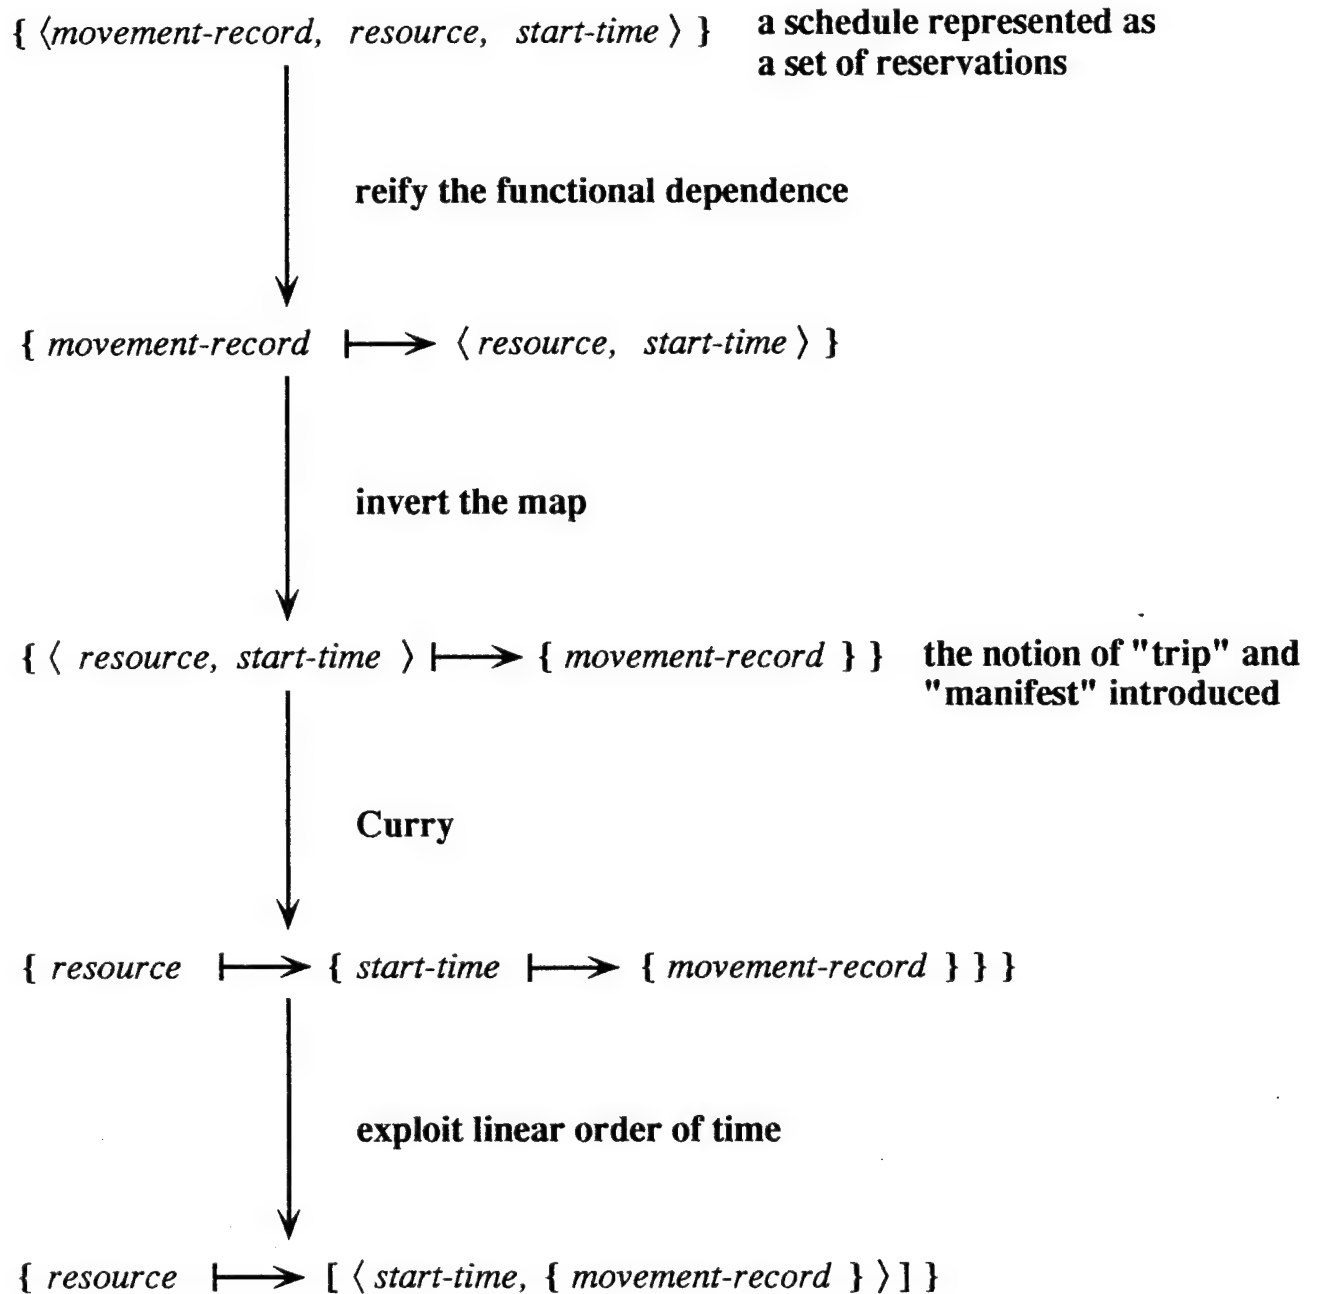 { ⟨movement-record, resource, start-time ⟩ } a schedule represented as
a set of reservations
reify the functional dependence
{ movement-record ⟼ ⟨ resource, start-time ⟩ }
invert the map
{ ⟨ resource, start-time ⟩ ⟼ { movement-record } } the notion of "trip" and
"manifest" introduced
Curry
{ resource ⟼ { start-time ⟼ { movement-record } } }
exploit linear order of time
{ resource ⟼ [ ⟨ start-time, { movement-record } ⟩ ] }